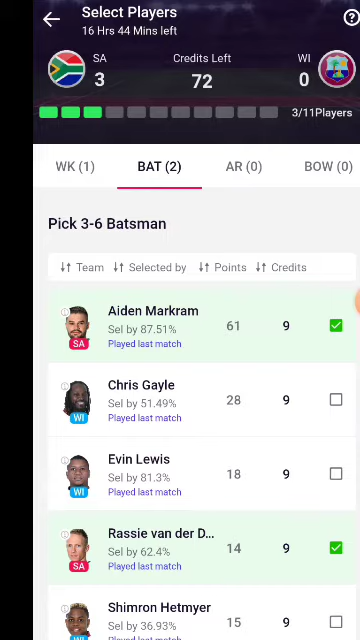 Select Players
16 Hrs 44 Mins left
SA
3
Credits Left
72
WI
0
3/11Players
WK (1)
BAT (2)
AR (0)
BOW (0)
Pick 3-6 Batsman
Team
Selected by
Points
Credits
Aiden Markram
Sel by 87.51%
Played last match
61
9
SA
Chris Gayle
Sel by 51.49%
Played last match
28
9
WI
Evin Lewis
Sel by 81.3%
Played last match
18
9
WI
Rassie van der D...
Sel by 62.4%
Played last match
14
9
SA
Shimron Hetmyer
Sel by 36.93%
15
9
WI